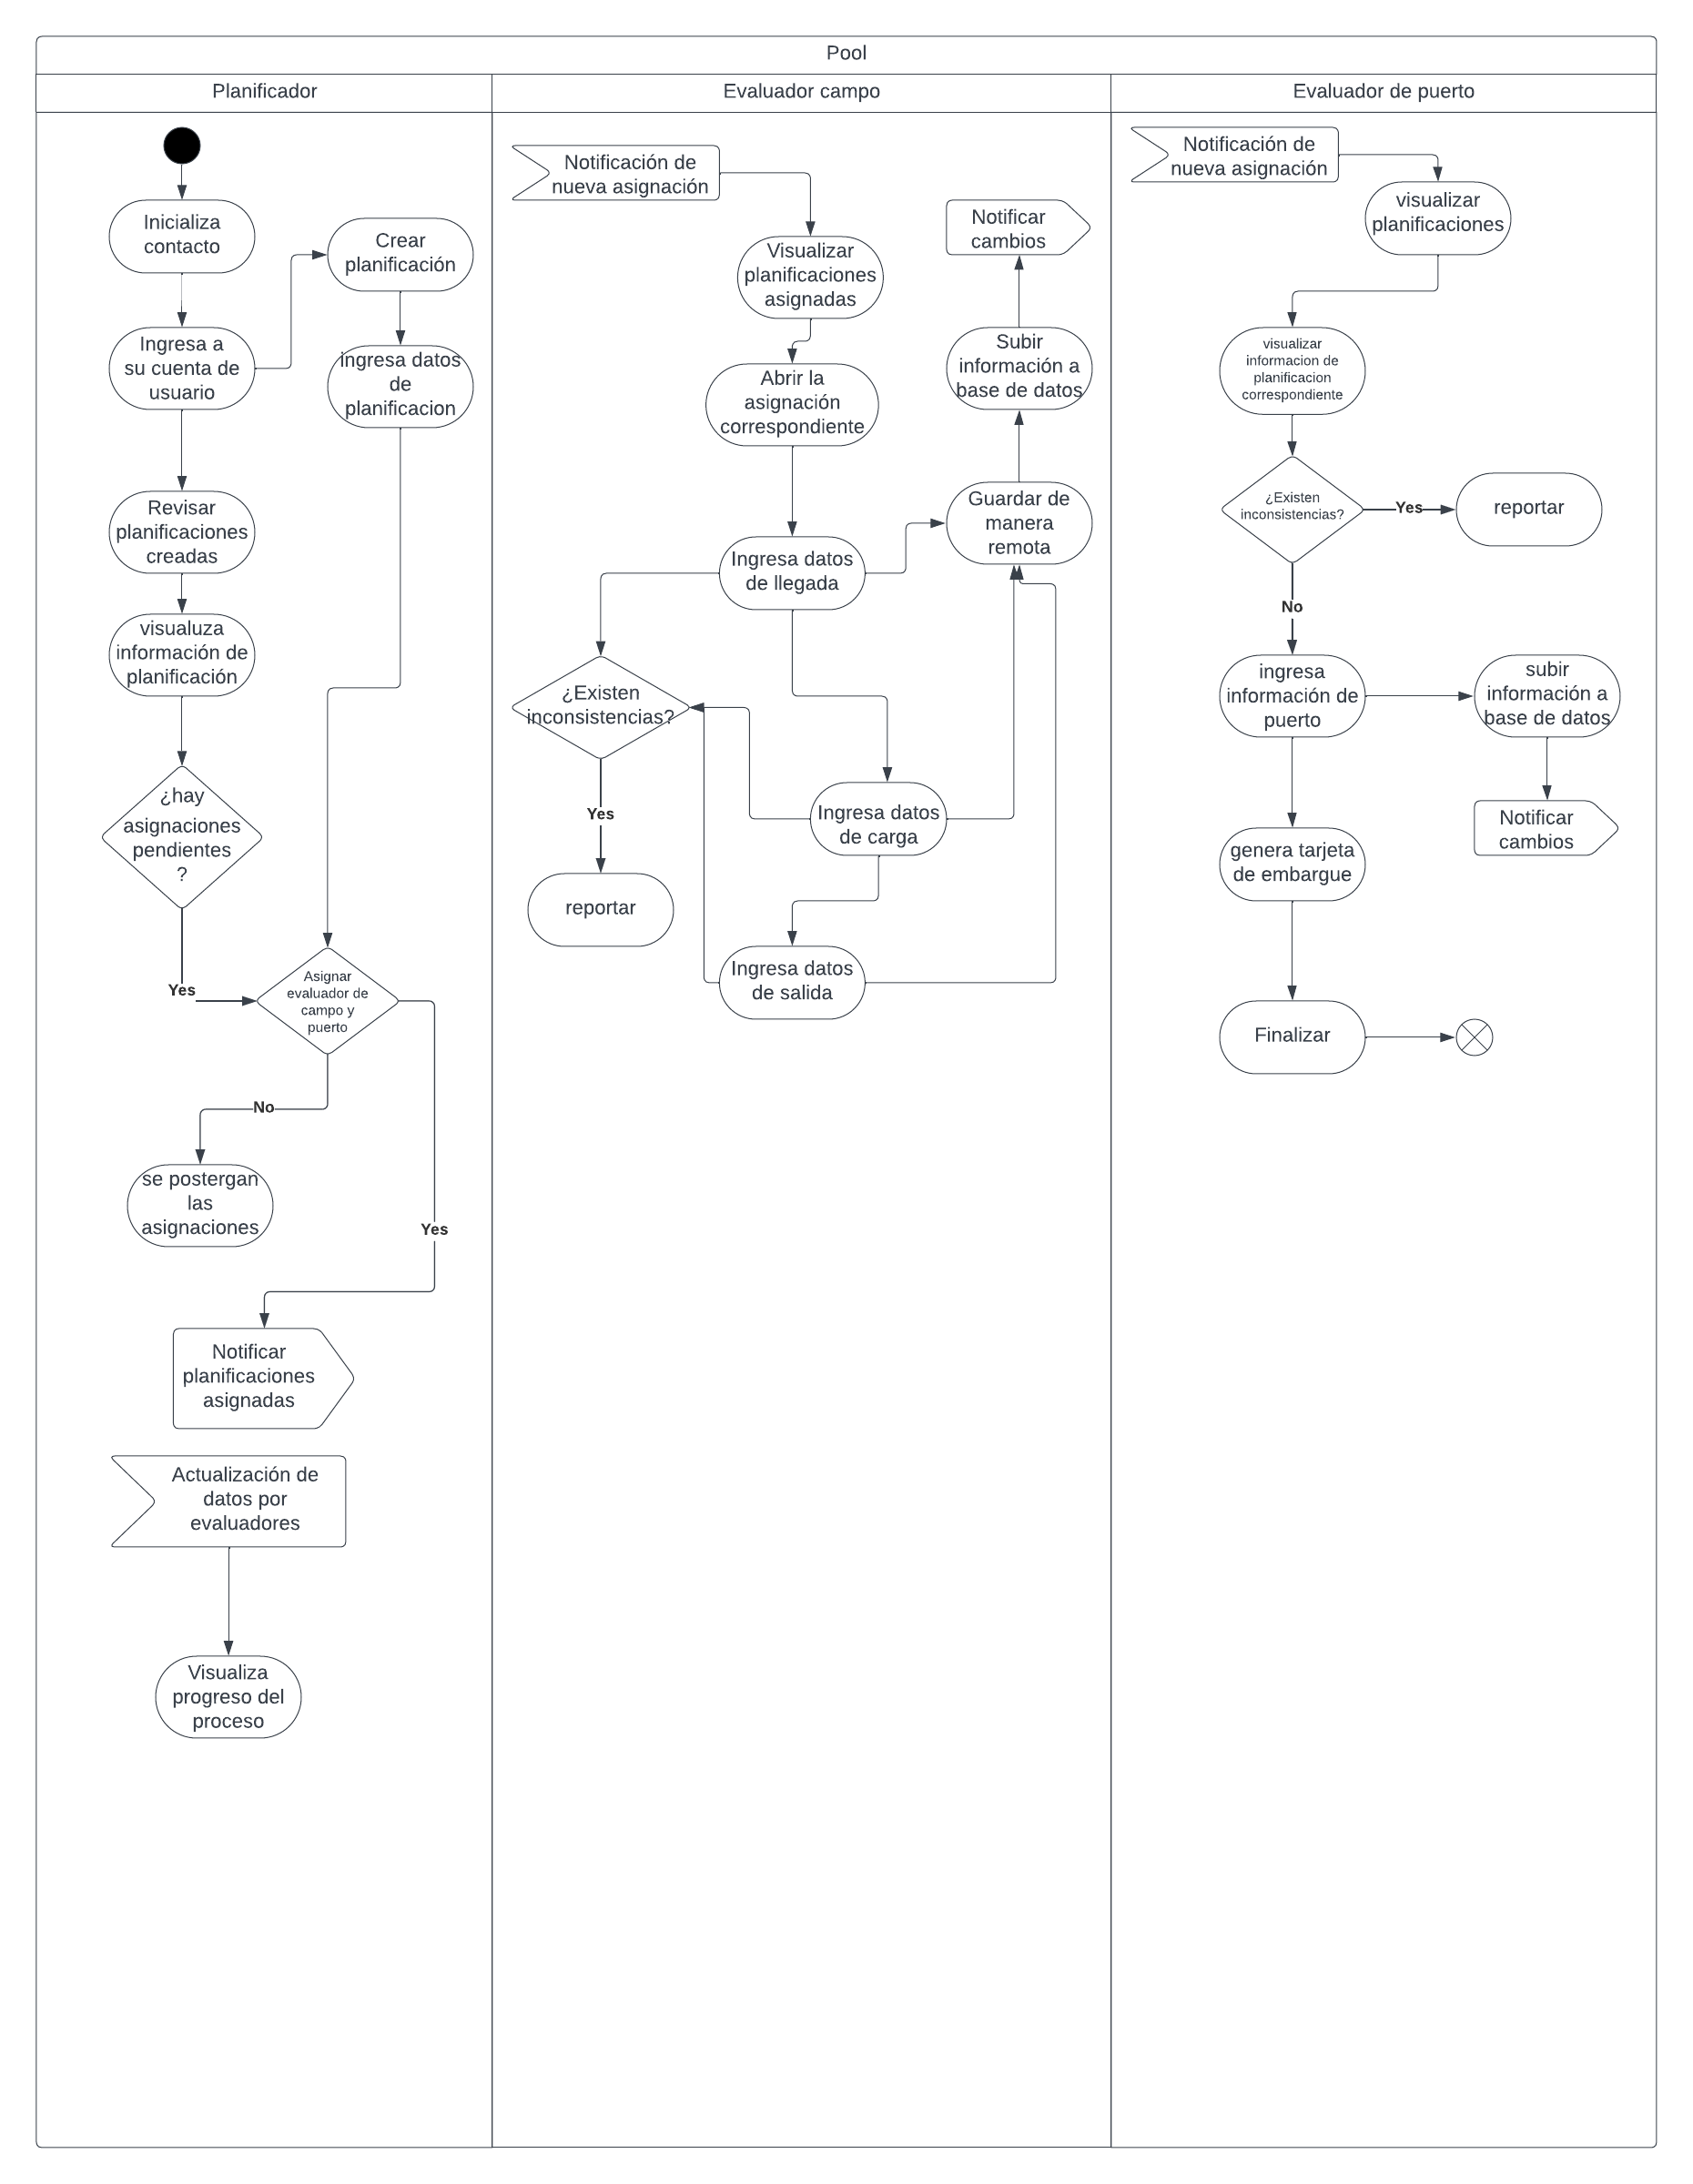 Pool
Planificador
Evaluador campo
Evaluador de puerto
Inicializa
contacto
Crear
planificación
Ingresa a
su cuenta de
usuario
ingresa datos
de
planificacion
Revisar
planificaciones
creadas
visualuza
información de
planificación
¿hay
asignaciones
pendientes
?
Yes
Asignar
evaluador de
campo y
puerto
No
se postergan
las
asignaciones
Yes
Notificar
planificaciones
asignadas
Actualización de
datos por
evaluadores
Visualiza
progreso del
proceso
Notificación de
nueva asignación
Notificar
cambios
Visualizar
planificaciones
asignadas
Subir
información a
base de datos
Abrir la
asignación
correspondiente
Guardar de
manera
remota
Ingresa datos
de llegada
¿Existen
inconsistencias?
Yes
Ingresa datos
de carga
reportar
Ingresa datos
de salida
Notificación de
nueva asignación
visualizar
planificaciones
visualizar
informacion de
planificacion
correspondiente
¿Existen
inconsistencias?
Yes
reportar
No
ingresa
información de
puerto
subir
información a
base de datos
Notificar
cambios
genera tarjeta
de embargue
Finalizar